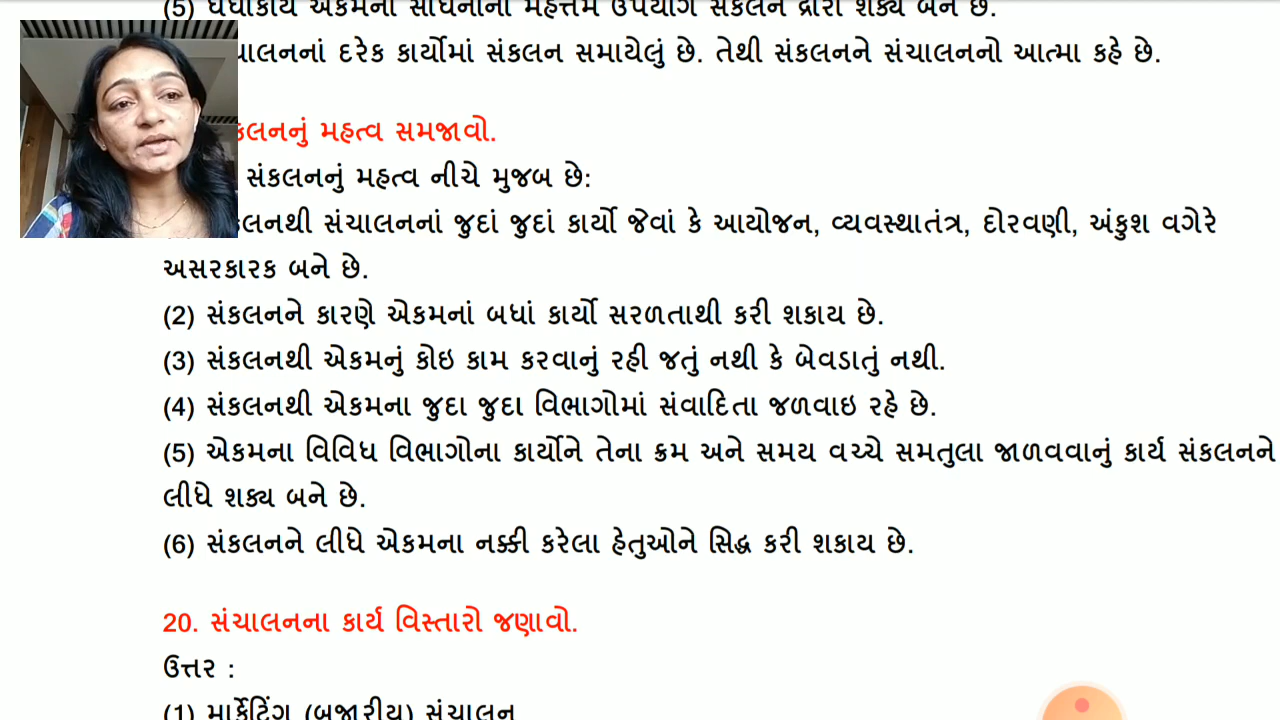 (5) ધંધાકીય એકમના સાધનોનો મહત્તમ ઉપયોગ સંકલન દ્વારા શક્ય બને છે.
ચાલનનાં દરેક કાર્યોમાં સંકલન સમાયેલું છે. તેથી સંકલનને સંચાલનનો આત્મા કહે છે.
કલનનું મહત્વ સમજાવો.
સંકલનનું મહત્વ નીચે મુજબ છે:
કલનથી સંચાલનનાં જુદાં જુદાં કાર્યો જેવાં કે આયોજન, વ્યવસ્થાતંત્ર, દોરવણી, અંકુશ વગેરે
અસરકારક બને છે.
(2) સંકલનને કારણે એકમનાં બધાં કાર્યો સરળતાથી કરી શકાય છે.
(3) સંકલનથી એકમનું કોઇ કામ કરવાનું રહી જતું નથી કે બેવડાતું નથી.
(4) સંકલનથી એકમના જુદા જુદા વિભાગોમાં સંવાદિતા જળવાઇ રહે છે.
(5) એકમના વિવિધ વિભાગોના કાર્યોને તેના ક્રમ અને સમય વચ્ચે સમતુલા જાળવવાનું કાર્ય સંકલનને
લીધે શક્ય બને છે.
(6) સંકલનને લીધે એકમના નક્કી કરેલા હેતુઓને સિદ્ધ કરી શકાય છે.
20. સંચાલનના કાર્ય વિસ્તારો જણાવો.
ઉત્તર :
(1) માર્કેટિંગ (બજારીય) સંચાલન